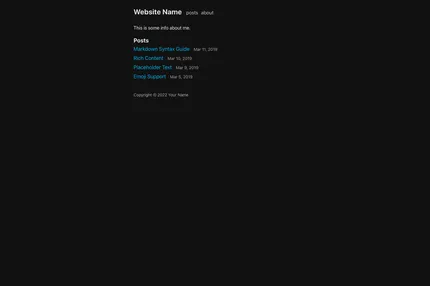 Website Name posts about
This is some info about me.
Posts
Markdown Syntax Guide Mar 11, 2019
Rich Content Mar 10, 2019
Placeholder Text Mar 9, 2019
Emoji Support Mar 5, 2019
Copyright © 2022 Your Name